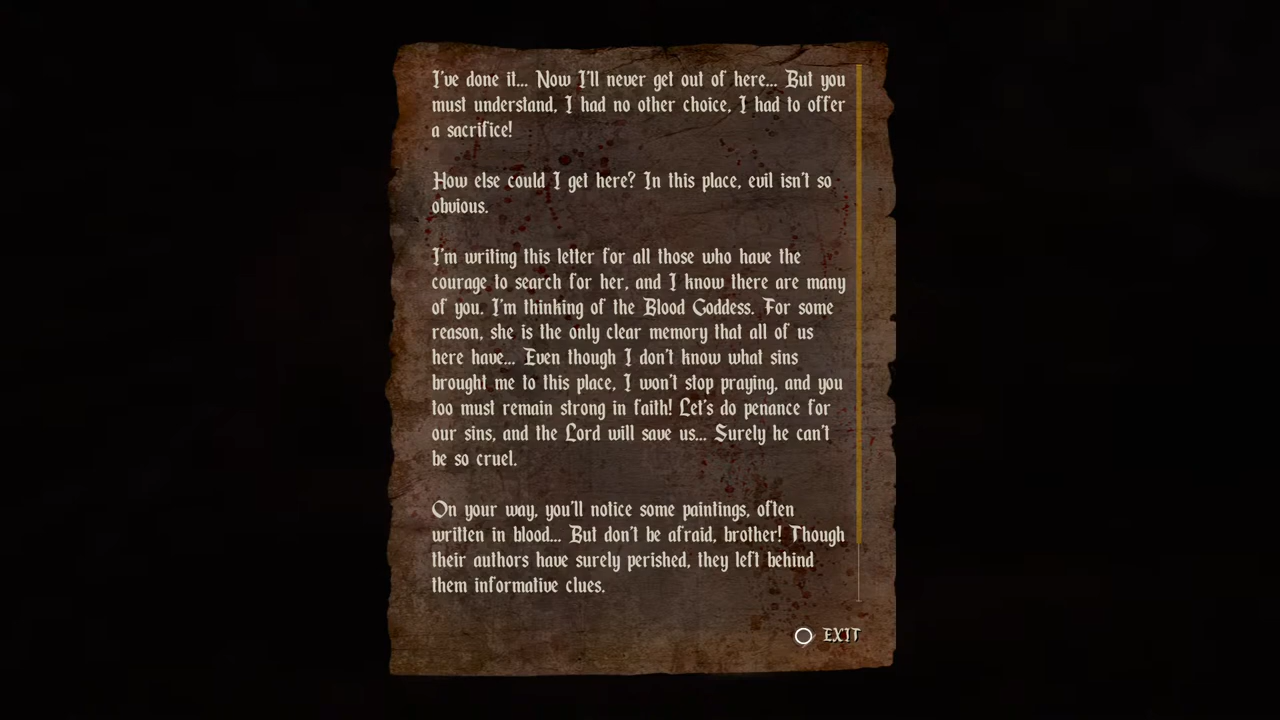 I've done it... Now I'll never get out of here... But you
must understand, I had no other choice, I had to offer
a sacrifice!
How else could I get here? In this place, evil isn't so
obvious.
I'm writing this letter for all those who have the
courage to search for her, and I know there are many
of you. I'm thinking of the Blood Goddess. For some
reason, she is the only clear memory that all of us
here have... Even though I don't know what sins
brought me to this place, I won't stop praying, and you
too must remain strong in faith! Let's do penance for
our sins, and the Lord will save us... Surely he can't
be so cruel.
On your way, you'll notice some paintings, often
written in blood... But don't be afraid, brother! Though
their authors have surely perished, they left behind
them informative clues.
EXIT